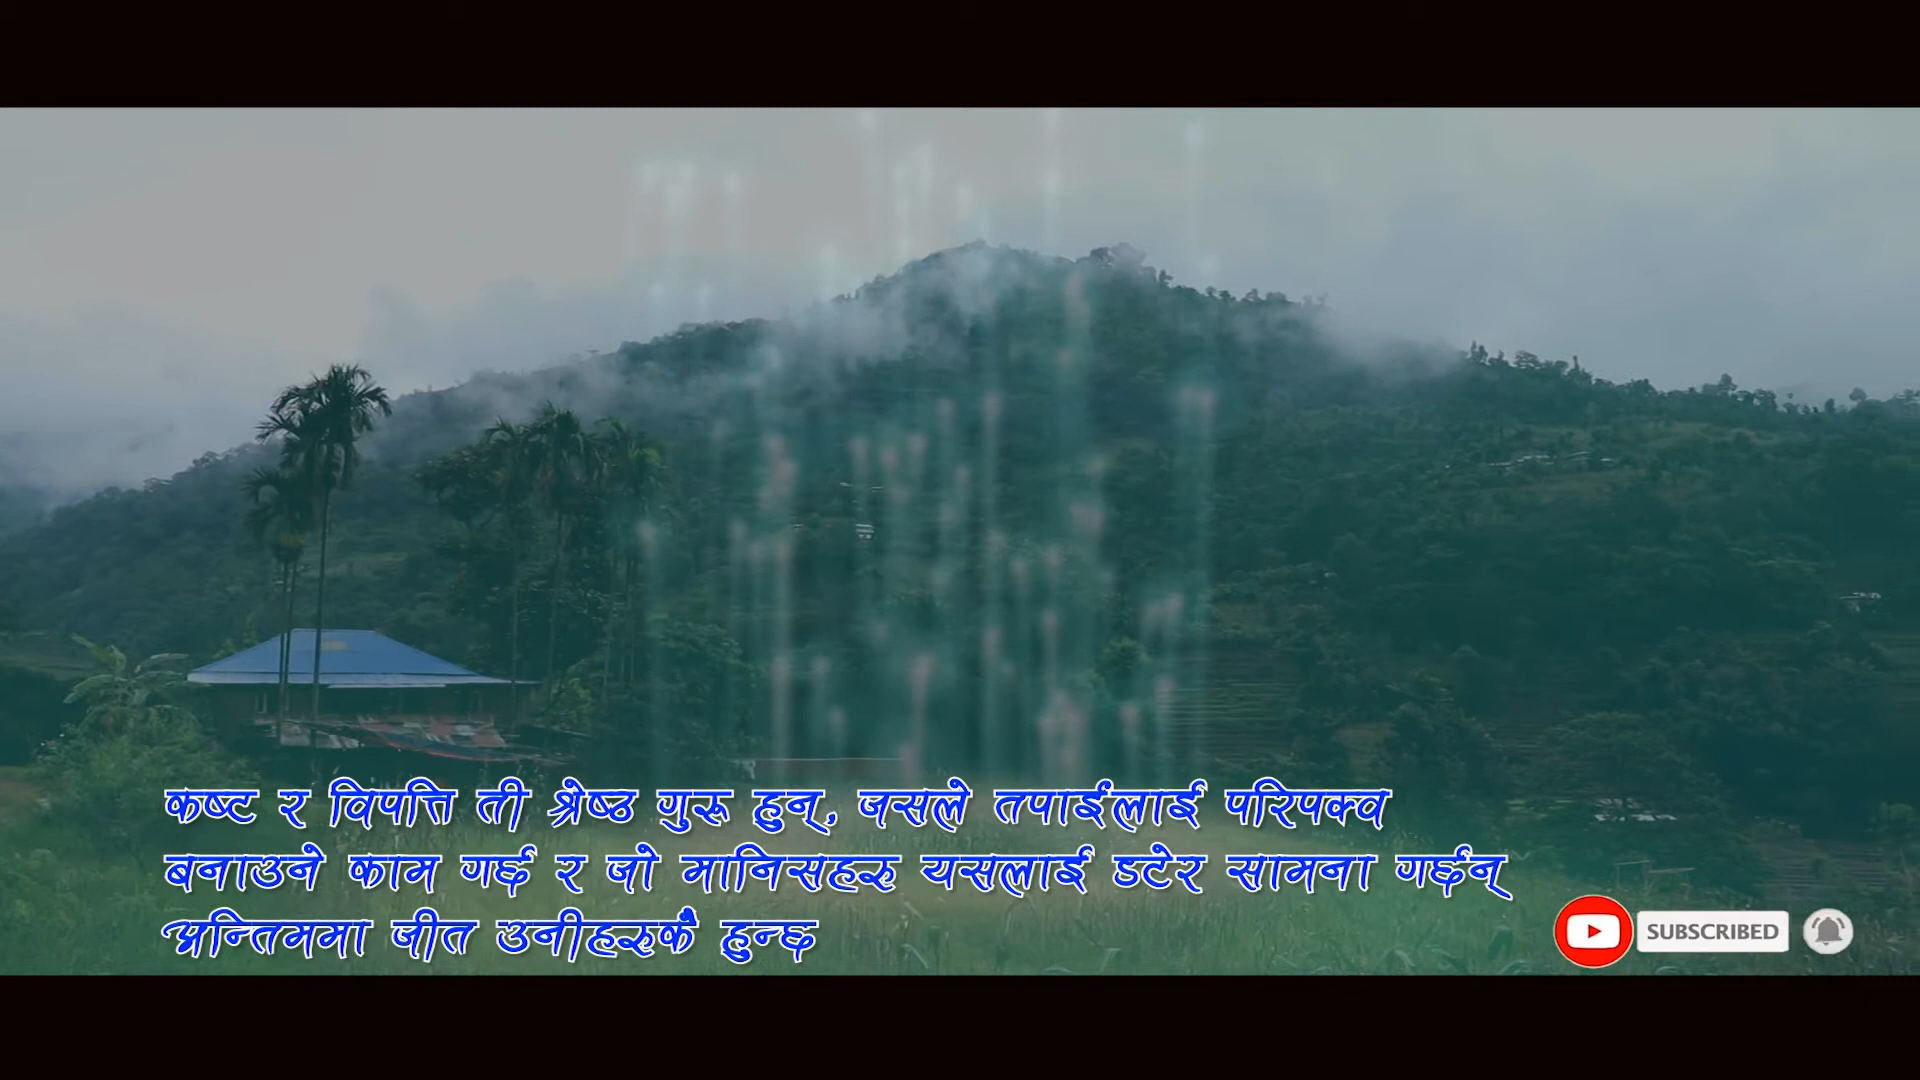 कष्ट र विपत्ति ती श्रेष्ठ गुरू हुन्, जसले तपाईंलाई परिपक्व
बनाउने काम गर्छ र जो मानिसहरु यसलाई डटेर सामना गर्छन्
अन्तिममा जीत उनीहरुकै हुन्छ
SUBSCRIBED